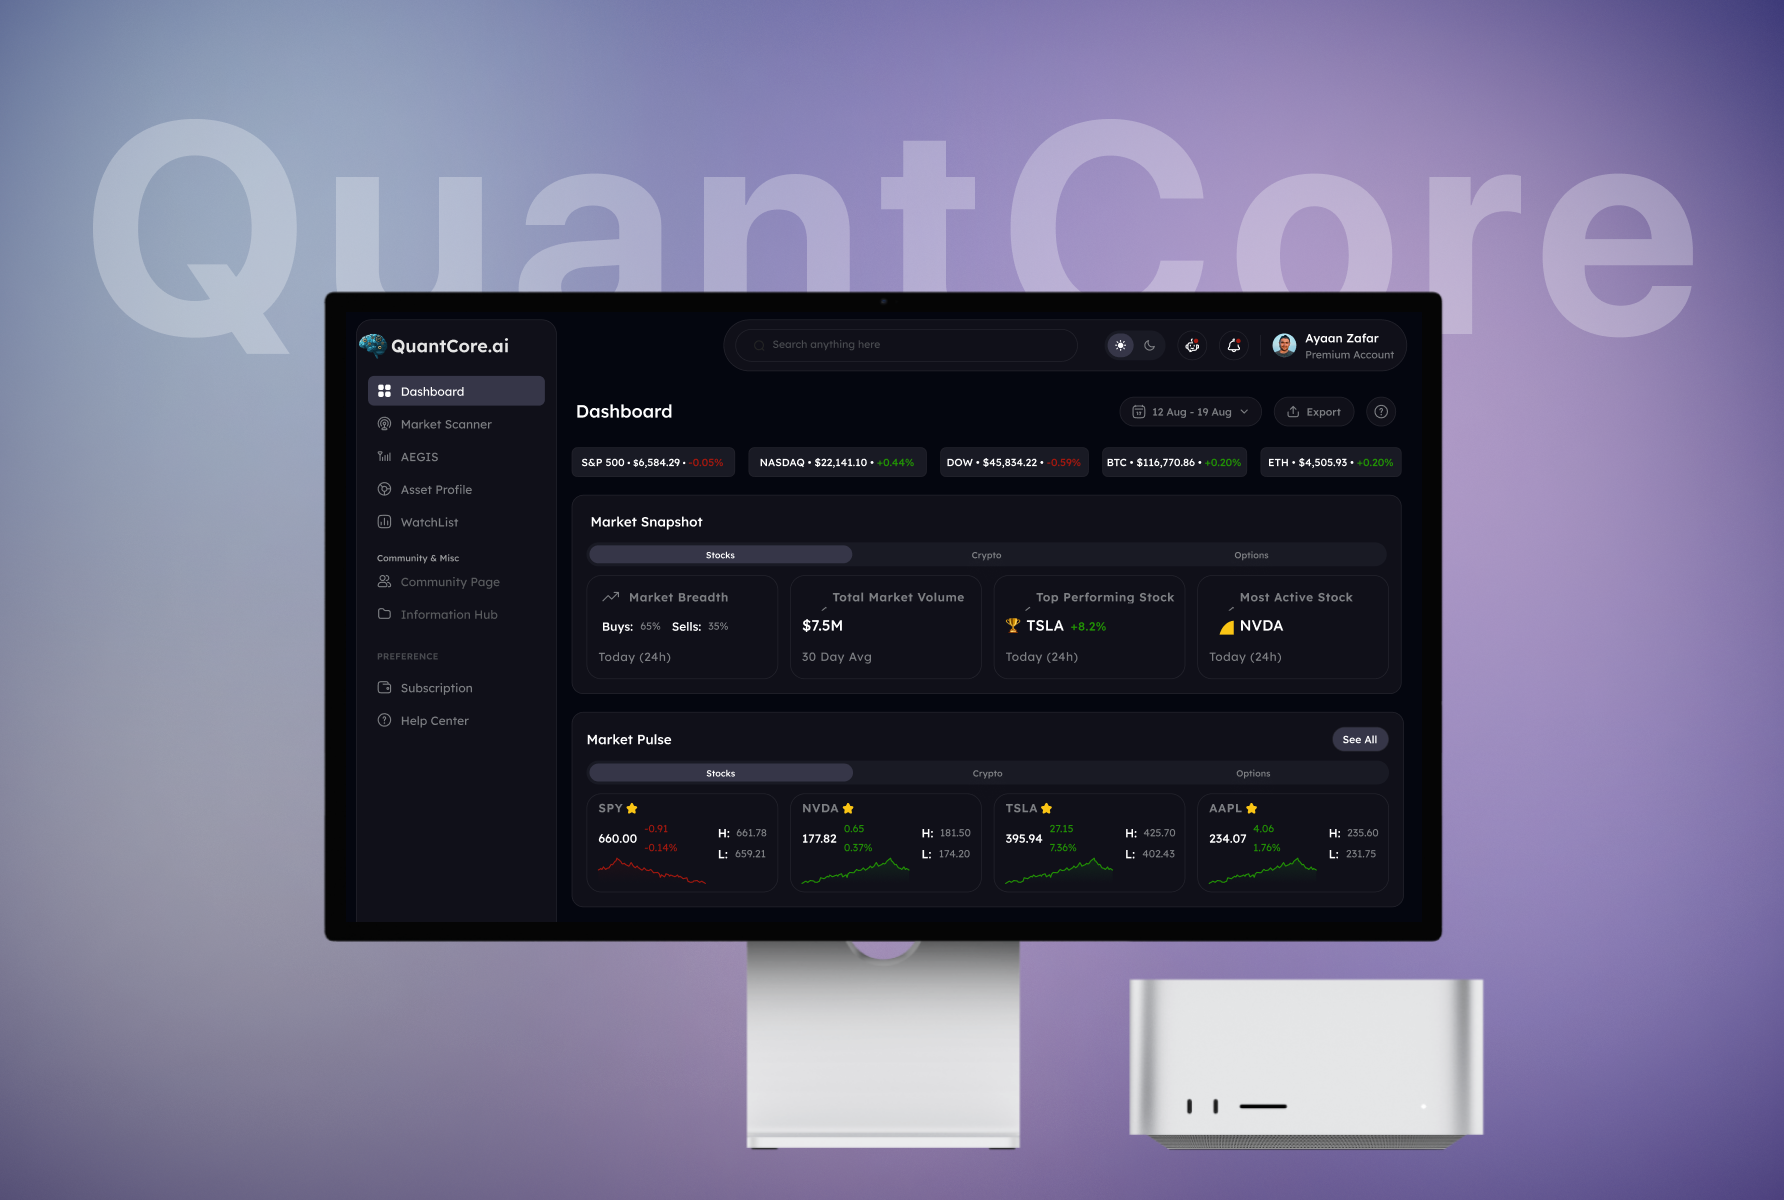 QuantCore
QuantCore.ai
Search anything here
Ayaan Zafar
Premium Account
Dashboard
Market Scanner
AEGIS
Asset Profile
WatchList
Community & Misc
Community Page
Information Hub
PREFERENCE
Subscription
Help Center
Dashboard
12 Aug - 19 Aug
Export
S&P 500 • $6,584.29 • -0.05%
NASDAQ • $22,141.10 • +0.44%
DOW • $45,834.22 • -0.59%
BTC • $116,770.86 • +0.20%
ETH • $4,505.93 • +0.20%
Market Snapshot
Stocks
Crypto
Options
Market Breadth
Buys: 65% Sells: 35%
Today (24h)
Total Market Volume
$7.5M
30 Day Avg
Top Performing Stock
TSLA +8.2%
Today (24h)
Most Active Stock
NVDA
Today (24h)
Market Pulse
See All
Stocks
Crypto
Options
SPY
660.00
-0.91
-0.14%
H: 661.78
L: 659.21
NVDA
177.82
0.65
0.37%
H: 181.50
L: 174.20
TSLA
395.94
27.15
7.36%
H: 425.70
L: 402.43
AAPL
234.07
4.06
1.76%
H: 235.60
L: 231.75